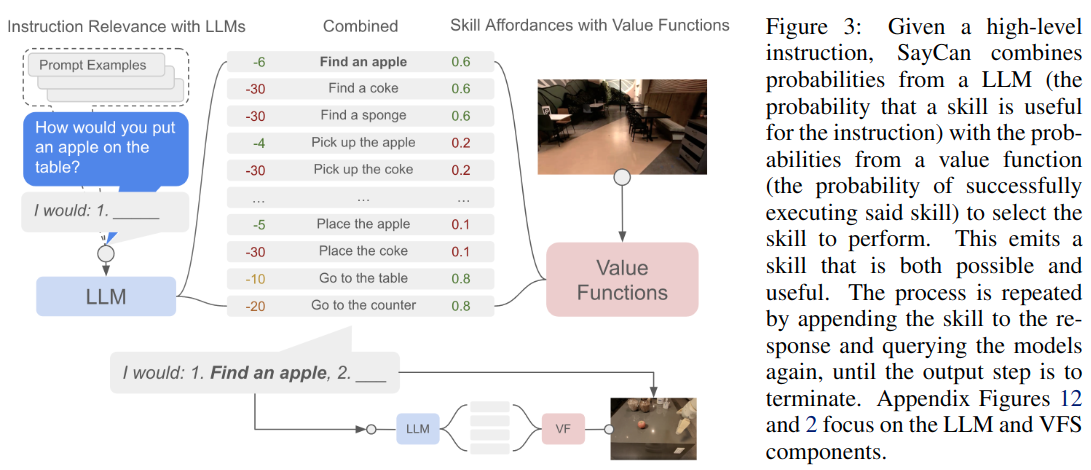 Instruction Relevance with LLMs
Combined
Skill Affordances with Value Functions
Prompt Examples
How would you put
an apple on the
table?
I would: 1. ______
LLM
-6 Find an apple 0.6
-30 Find a coke 0.6
-30 Find a sponge 0.6
-4 Pick up the apple 0.2
-30 Pick up the coke 0.2
... ... ...
-5 Place the apple 0.1
-30 Place the coke 0.1
-10 Go to the table 0.8
-20 Go to the counter 0.8
Value
Functions
I would: 1. Find an apple, 2. ____
LLM
VF
Figure 3: Given a high-level
instruction, SayCan combines
probabilities from a LLM (the
probability that a skill is useful
for the instruction) with the prob-
abilities from a value function
(the probability of successfully
executing said skill) to select the
skill to perform. This emits a
skill that is both possible and
useful. The process is repeated
by appending the skill to the re-
sponse and querying the models
again, until the output step is to
terminate. Appendix Figures 12
and 2 focus on the LLM and VFS
components.